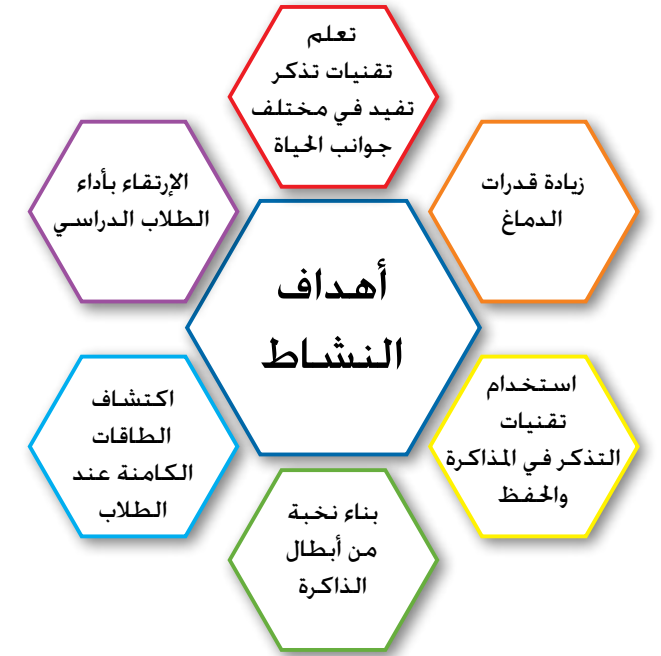 تعلم
تقنيات تذكر
تفيد في مختلف
جوانب الحياة
زيادة قدرات
الدماغ
الإرتقاء بأداء
الطلاب الدراسي
أهداف
النشاط
استخدام
تقنيات
التذكر في المذاكرة
والحفظ
اكتشاف
الطاقات
الكامنة عند
الطلاب
بناء نخبة
من أبطال
الذاكرة